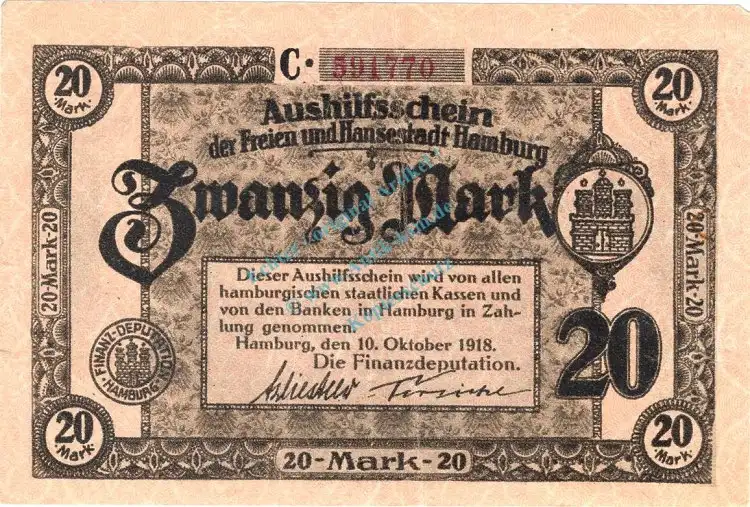 C· 591770
20 -Mark- 20 -Mark-
Aushilfsschein
der Freien und Hansestadt Hamburg
Zwanzig Mark
20-Mark-20 20-Mark-20
Dieser Aushilfsschein wird von allen
hamburgischen staatlichen Kassen und
von den Banken in Hamburg in Zah-
lung genommen.
Hamburg, den 10. Oktober 1918.
Die Finanzdeputation.
FINANZ-DEPUTATION
·HAMBURG·
20
20 -Mark- 20 -Mark-
20-Mark-20